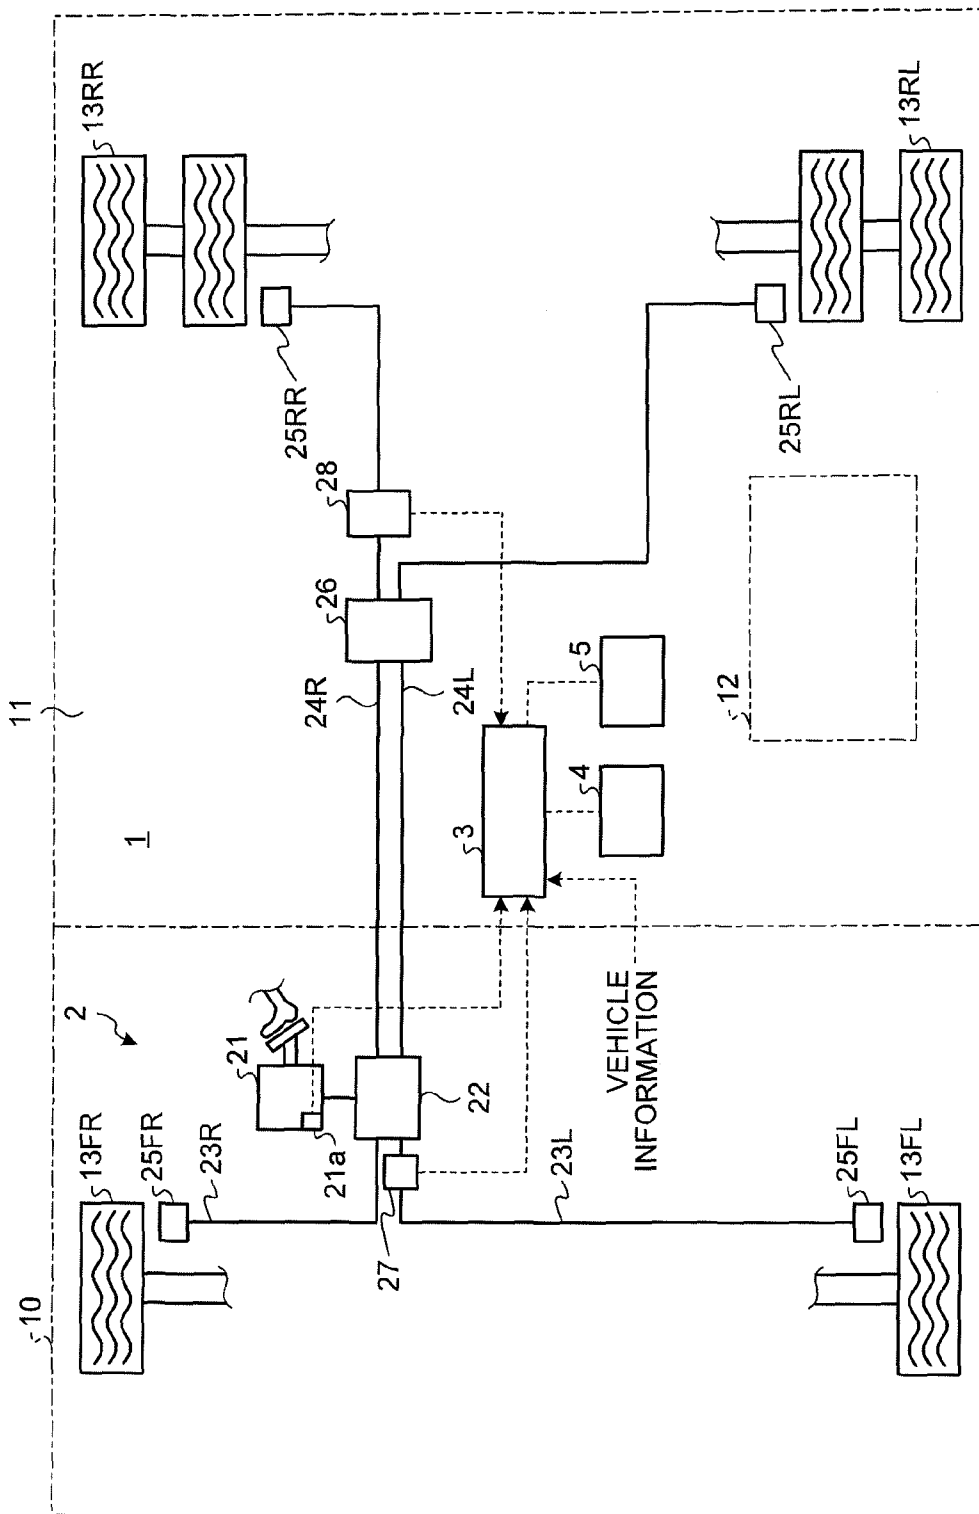 10
11
1
2
13FR
25FR
23R
21
21a
22
27
23L
25FL
13FL
VEHICLE
INFORMATION
24R
24L
26
28
3
4
5
12
25RR
13RR
25RL
13RL